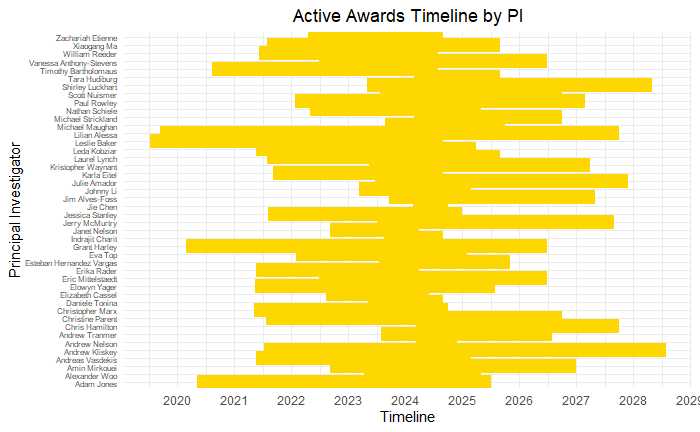 Active Awards Timeline by PI
Principal Investigator
Zachariah Etienne
Xiaogang Ma
William Reeder
Vanessa Anthony-Stevens
Timothy Bartholomaus
Tara Hudiburg
Shirley Luckhart
Scott Nuismer
Paul Rowley
Nathan Schiele
Michael Strickland
Michael Maughan
Lilian Alessa
Leslie Baker
Leda Kobziar
Laurel Lynch
Kristopher Waynant
Karla Eitel
Julie Amador
Johnny Li
Jim Alves-Foss
Jie Chen
Jessica Stanley
Jerry McMurtry
Janet Nelson
Indrajit Charit
Grant Harley
Eva Top
Esteban Hernandez Vargas
Erika Rader
Eric Mittelstaedt
Elowyn Yager
Elizabeth Cassel
Daniele Tonina
Christopher Marx
Christine Parent
Chris Hamilton
Andrew Tranmer
Andrew Nelson
Andrew Kliskey
Andreas Vasdekis
Amin Mirkouei
Alexander Woo
Adam Jones
2020 2021 2022 2023 2024 2025 2026 2027 2028 2029
Timeline